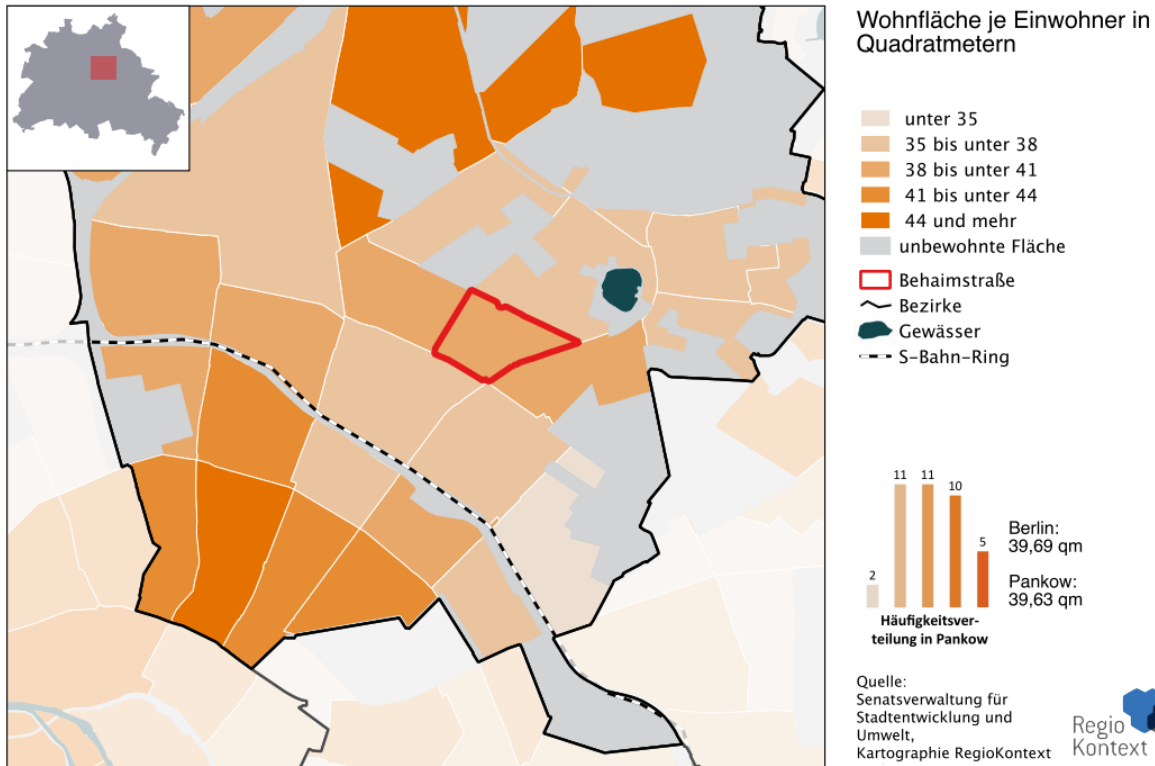 Wohnfläche je Einwohner in
Quadratmetern
unter 35
35 bis unter 38
38 bis unter 41
41 bis unter 44
44 und mehr
unbewohnte Fläche
Behaimstraße
Bezirke
Gewässer
S-Bahn-Ring
2
11
11
10
5
Häufigkeitsver-
teilung in Pankow
Berlin:
39,69 qm
Pankow:
39,63 qm
Quelle:
Senatsverwaltung für
Stadtentwicklung und
Umwelt,
Kartographie RegioKontext
Regio
Kontext